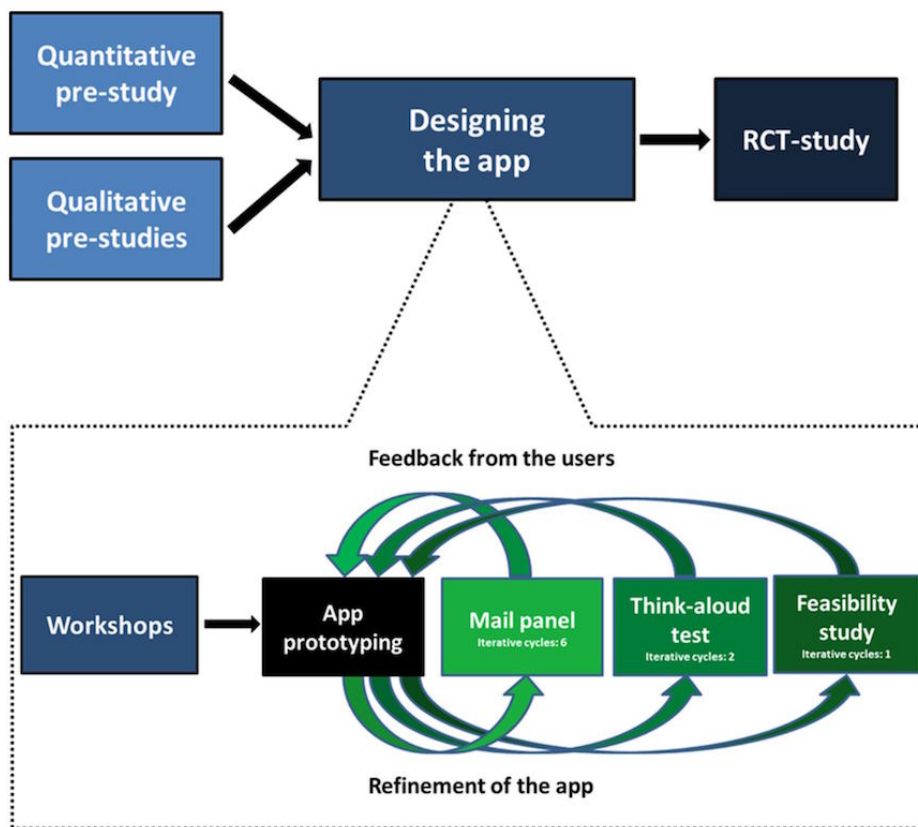 Quantitative
pre-study
Qualitative
pre-studies
Designing
the app
RCT-study
Feedback from the users
Workshops
App
prototyping
Mail panel
Iterative cycles: 6
Think-aloud
test
Iterative cycles: 2
Feasibility
study
Iterative cycles: 1
Refinement of the app